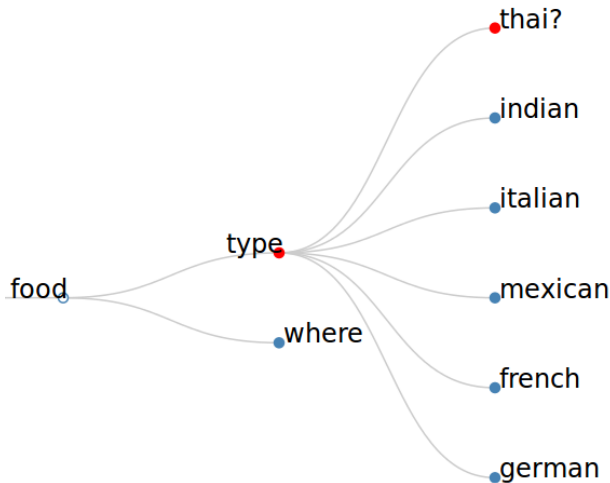 thai?
indian
italian
type
food
mexican
where
french
german